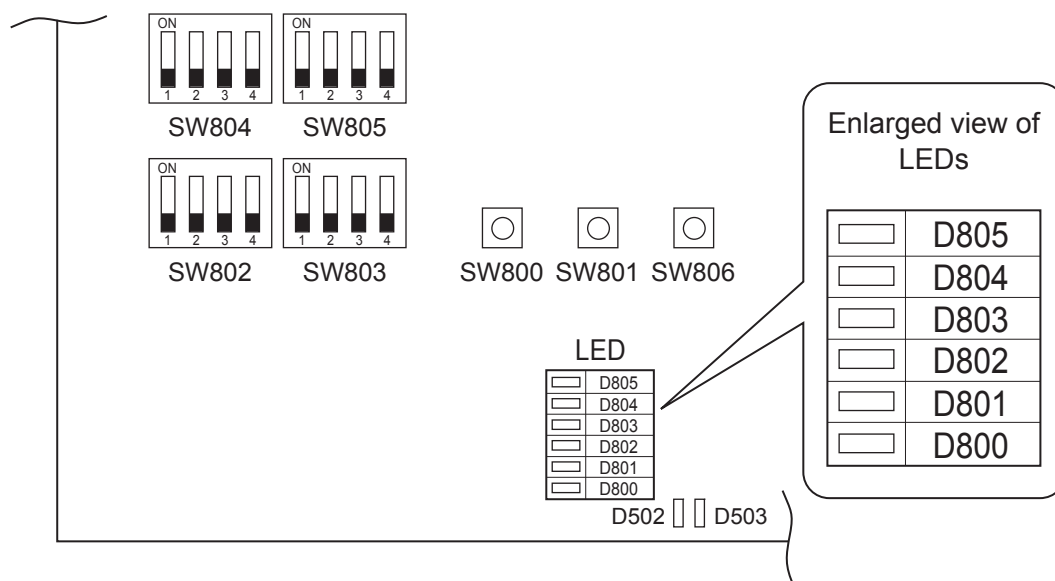 ON ON
1 2 3 4 1 2 3 4
SW804 SW805
ON ON
1 2 3 4 1 2 3 4
SW802 SW803
SW800 SW801 SW806
LED
D805
D804
D803
D802
D801
D800
D502 D503
Enlarged view of
LEDs
D805
D804
D803
D802
D801
D800